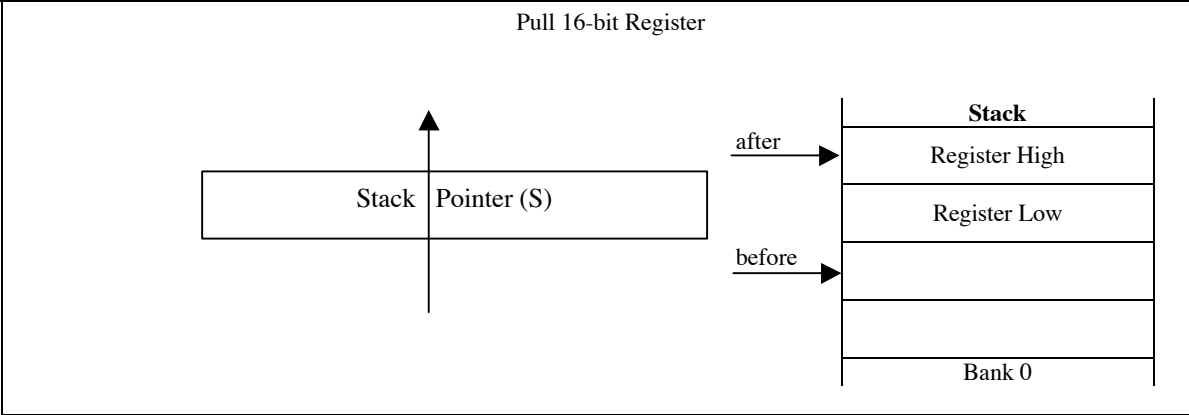 Pull 16-bit Register
Stack
after
Register High
Stack Pointer (S)
Register Low
before
Bank 0